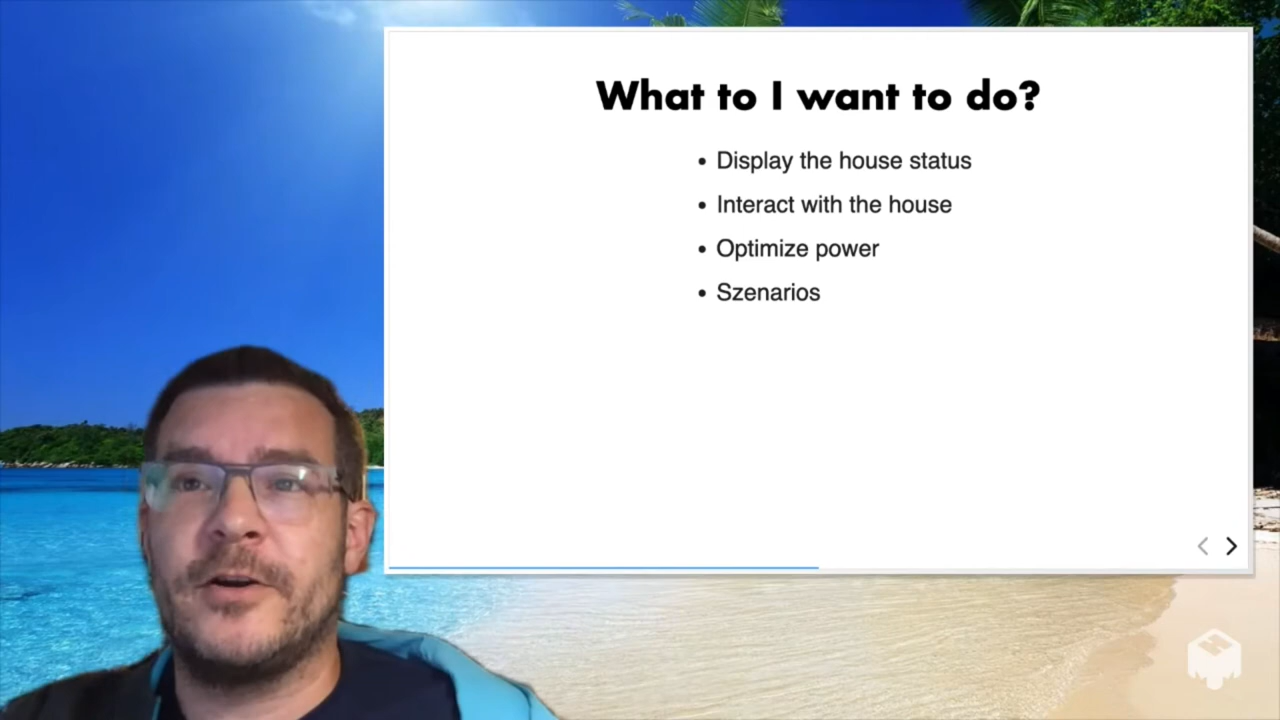 What to I want to do?
• Display the house status
• Interact with the house
• Optimize power
• Szenarios